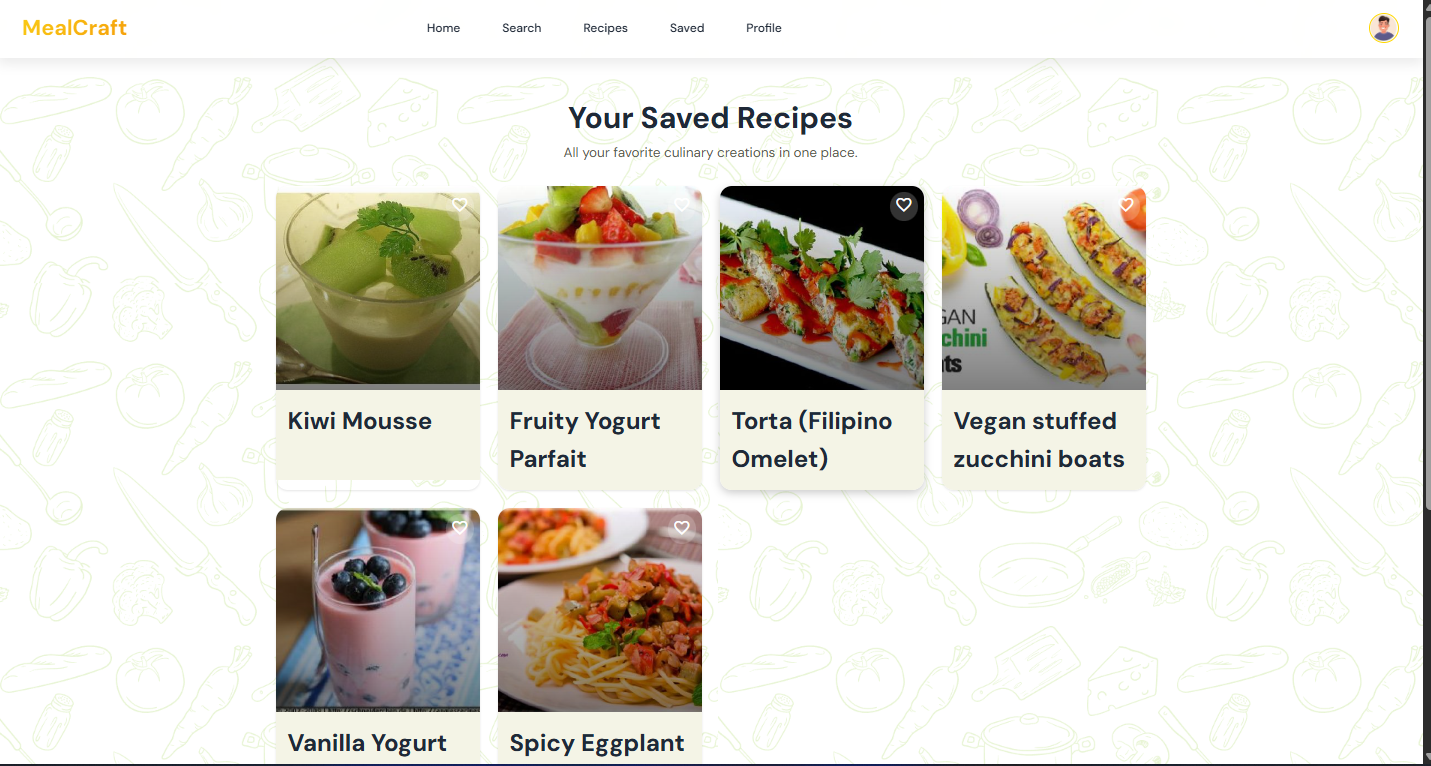 MealCraft
Home
Search
Recipes
Saved
Profile
Your Saved Recipes
All your favorite culinary creations in one place.
Kiwi Mousse
Fruity Yogurt
Parfait
Torta (Filipino
Omelet)
GAN
chini
ts
Vegan stuffed
zucchini boats
Vanilla Yogurt
Spicy Eggplant